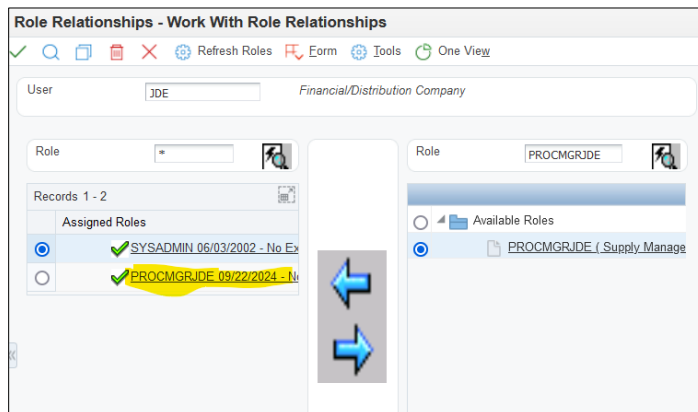 Role Relationships - Work With Role Relationships
Refresh Roles Form Tools One View
User JDE Financial/Distribution Company
Role * Role PROCMGRJDE
Records 1 - 2
Assigned Roles Available Roles
SYSADMIN 06/03/2002 - No Ex PROCMGRJDE ( Supply Manage
PROCMGRJDE 09/22/2024 - No